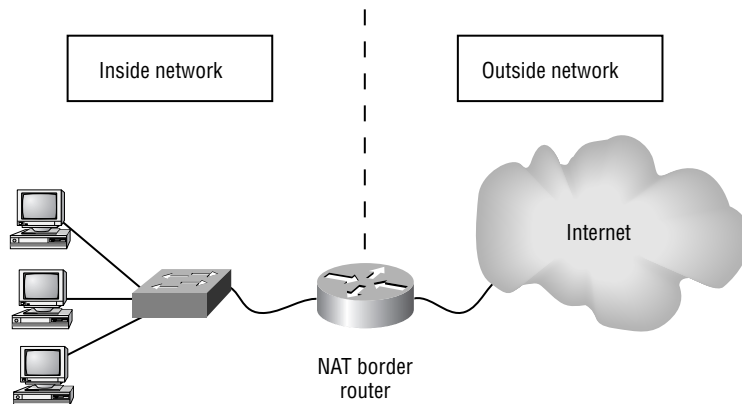 Inside network
Outside network
Internet
NAT border
router